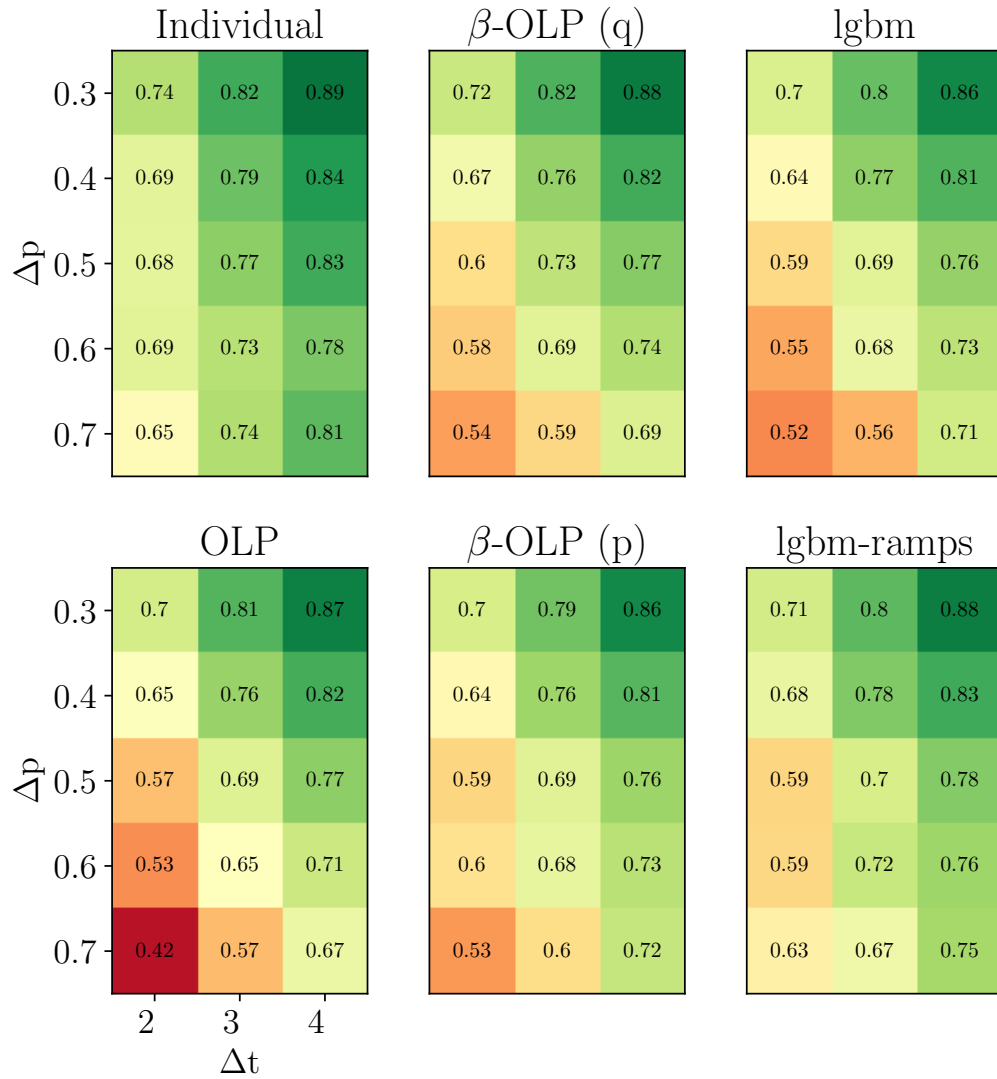 Individual β-OLP (q) lgbm
0.3 0.74 0.82 0.89 0.72 0.82 0.88 0.7 0.8 0.86
0.4 0.69 0.79 0.84 0.67 0.76 0.82 0.64 0.77 0.81
Δp
0.5 0.68 0.77 0.83 0.6 0.73 0.77 0.59 0.69 0.76
0.6 0.69 0.73 0.78 0.58 0.69 0.74 0.55 0.68 0.73
0.7 0.65 0.74 0.81 0.54 0.59 0.69 0.52 0.56 0.71
OLP β-OLP (p) lgbm-ramps
0.3 0.7 0.81 0.87 0.7 0.79 0.86 0.71 0.8 0.88
0.4 0.65 0.76 0.82 0.64 0.76 0.81 0.68 0.78 0.83
Δp
0.5 0.57 0.69 0.77 0.59 0.69 0.76 0.59 0.7 0.78
0.6 0.53 0.65 0.71 0.6 0.68 0.73 0.59 0.72 0.76
0.7 0.42 0.57 0.67 0.53 0.6 0.72 0.63 0.67 0.75
2 3 4
Δt